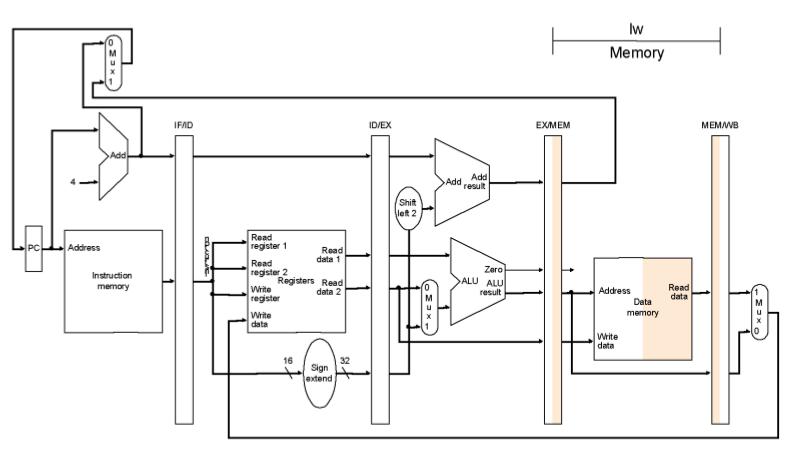 lw
Memory
0
M
u
x
1
IF/ID
ID/EX
EX/MEM
MEM/WB
Add
4
Add
Add
result
Shift
left 2
PC
Address
Instruction
memory
Read
register 1
Read
register 2
Registers
Write
register
Write
data
Read
data 1
Read
data 2
0
M
u
x
1
Zero
ALU
ALU
result
Address
Read
data
Data
memory
Write
data
1
M
u
x
0
16
Sign
extend
32